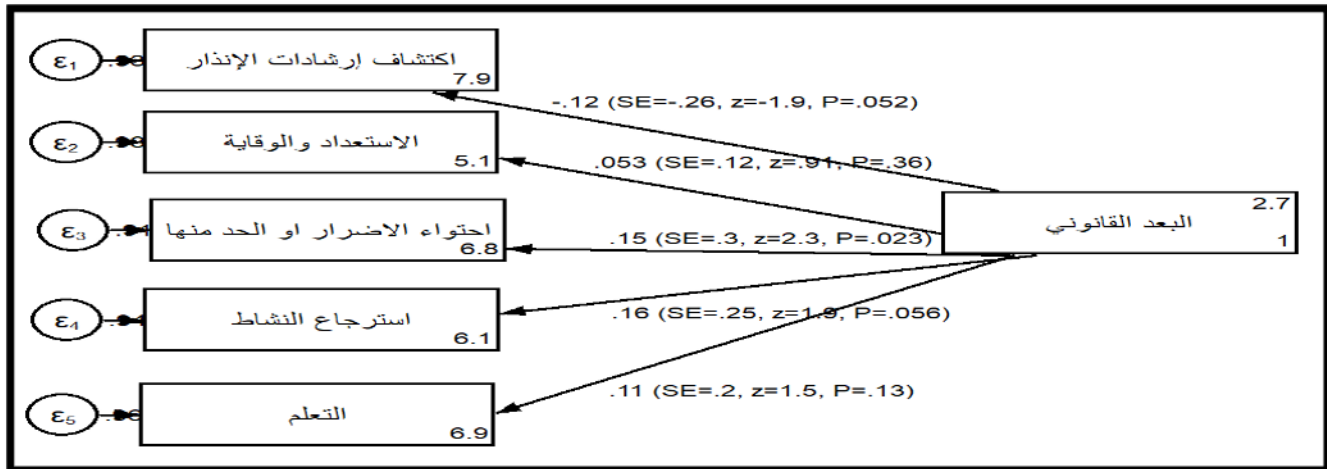 ε1
اكتشاف إرشادات الإنذار
7.9
-.12 (SE=-.26, z=-1.9, P=.052)
ε2
الاستعداد والوقاية
5.1
.053 (SE=.12, z=.91, P=.36)
2.7
البعد القانوني
1
ε3
احتواء الاضرار او الحد منها
6.8
.15 (SE=.3, z=2.3, P=.023)
ε4
استرجاع النشاط
6.1
.16 (SE=.25, z=1.9, P=.056)
ε5
التعلم
6.9
.11 (SE=.2, z=1.5, P=.13)